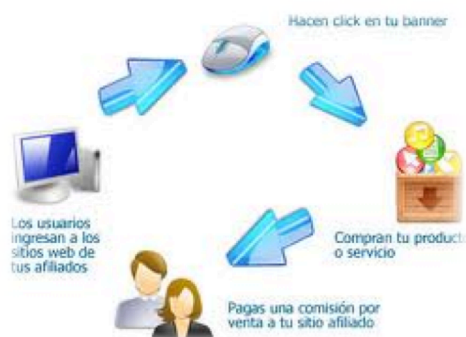 Hacen click en tu banner
Los usuarios
ingresan a los
sitios web de
tus afiliados
Compran tu product
o servicio
Pagas una comisión por
venta a tu sitio afiliado